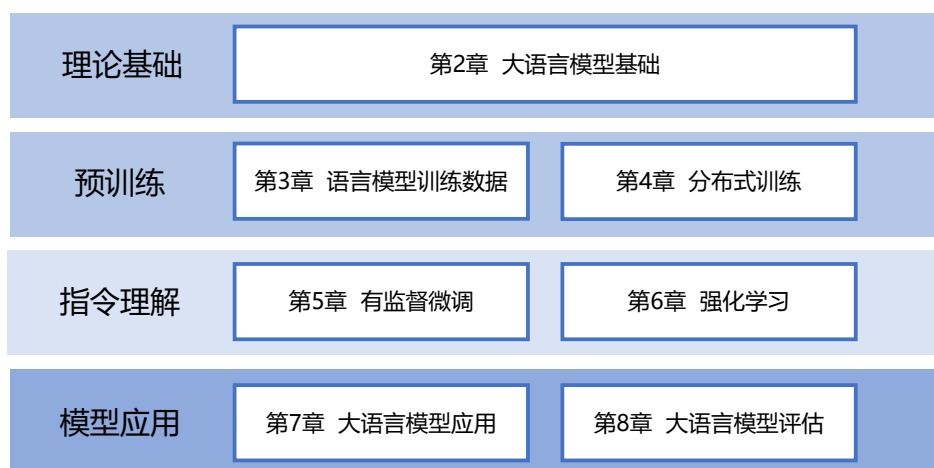 理论基础
第2章 大语言模型基础
预训练
第3章 语言模型训练数据
第4章 分布式训练
指令理解
第5章 有监督微调
第6章 强化学习
模型应用
第7章 大语言模型应用
第8章 大语言模型评估